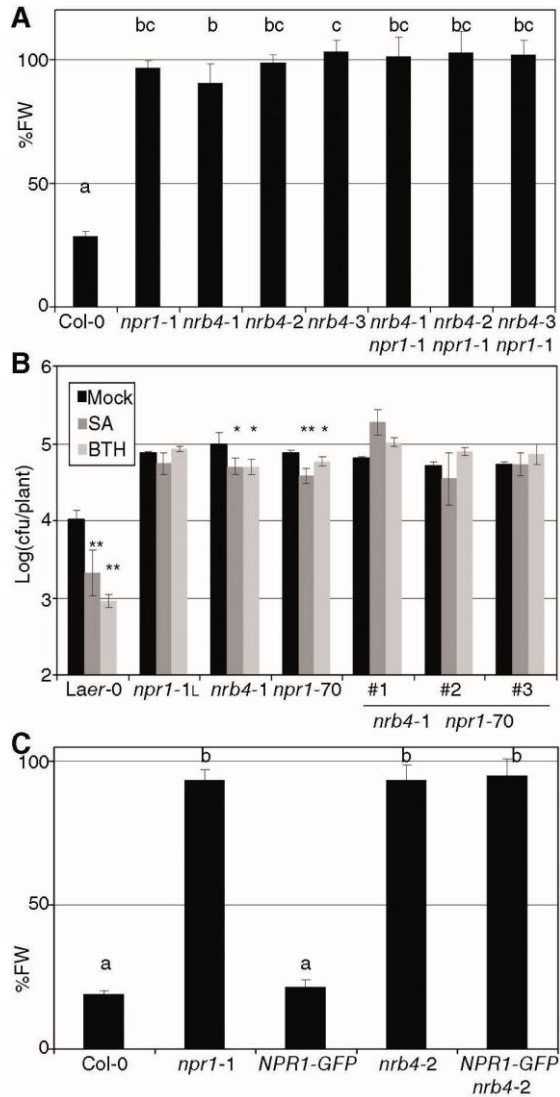 A
bc b bc c bc bc bc
100
%FW
50
a
0
Col-0 npr1-1 nrb4-1 nrb4-2 nrb4-3 nrb4-1 nrb4-2 nrb4-3
npr1-1 npr1-1 npr1-1
B
6
Mock
SA
BTH
* * ** *
5
Log(cfu/plant)
4
**
**
3
2
Laer-0 npr1-1L nrb4-1 npr1-70 #1 #2 #3
nrb4-1 npr1-70
C
b b b
100
%FW
50
a a
0
Col-0 npr1-1 NPR1-GFP nrb4-2 NPR1-GFP
nrb4-2